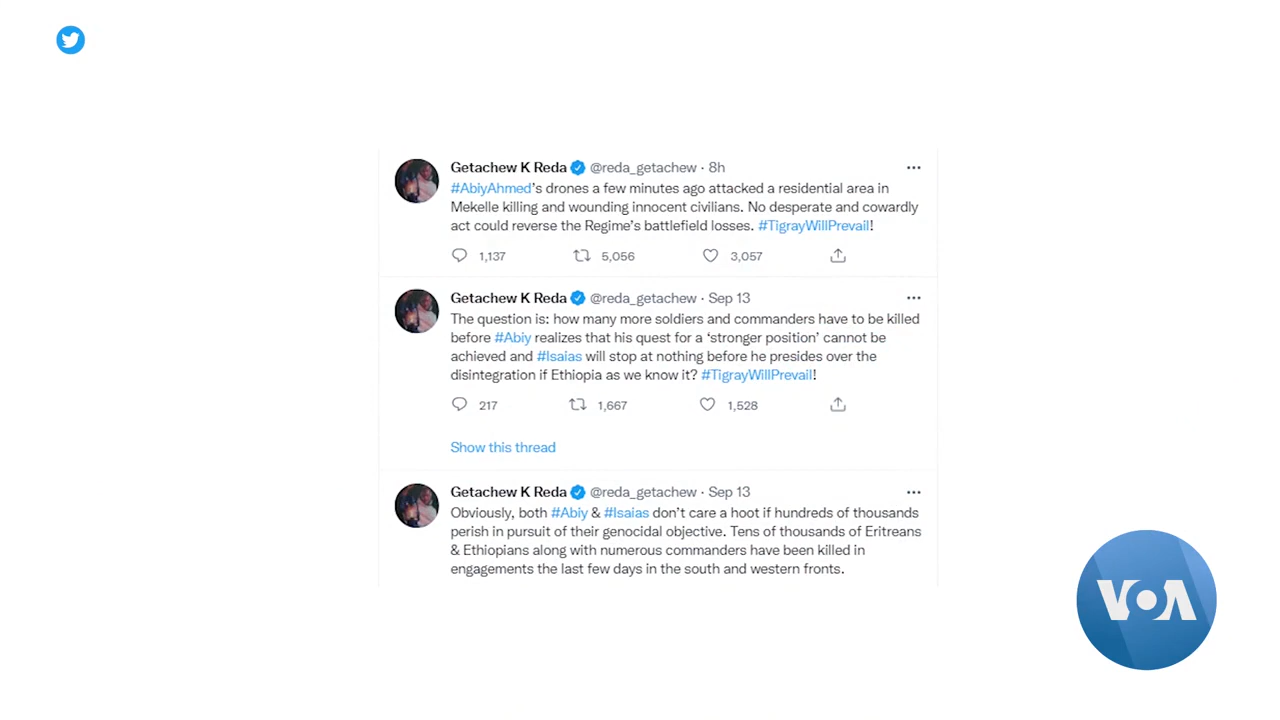 Getachew K Reda @reda_getachew · 8h
#AbiyAhmed's drones a few minutes ago attacked a residential area in
Mekelle killing and wounding innocent civilians. No desperate and cowardly
act could reverse the Regime's battlefield losses. #TigrayWillPrevail!
1,137 5,056 3,057
Getachew K Reda @reda_getachew · Sep 13
The question is: how many more soldiers and commanders have to be killed
before #Abiy realizes that his quest for a ‘stronger position’ cannot be
achieved and #Isaias will stop at nothing before he presides over the
disintegration if Ethiopia as we know it? #TigrayWillPrevail!
217 1,667 1,528
Show this thread
Getachew K Reda @reda_getachew · Sep 13
Obviously, both #Abiy & #Isaias don't care a hoot if hundreds of thousands
perish in pursuit of their genocidal objective. Tens of thousands of Eritreans
& Ethiopians along with numerous commanders have been killed in
engagements the last few days in the south and western fronts.
VOA